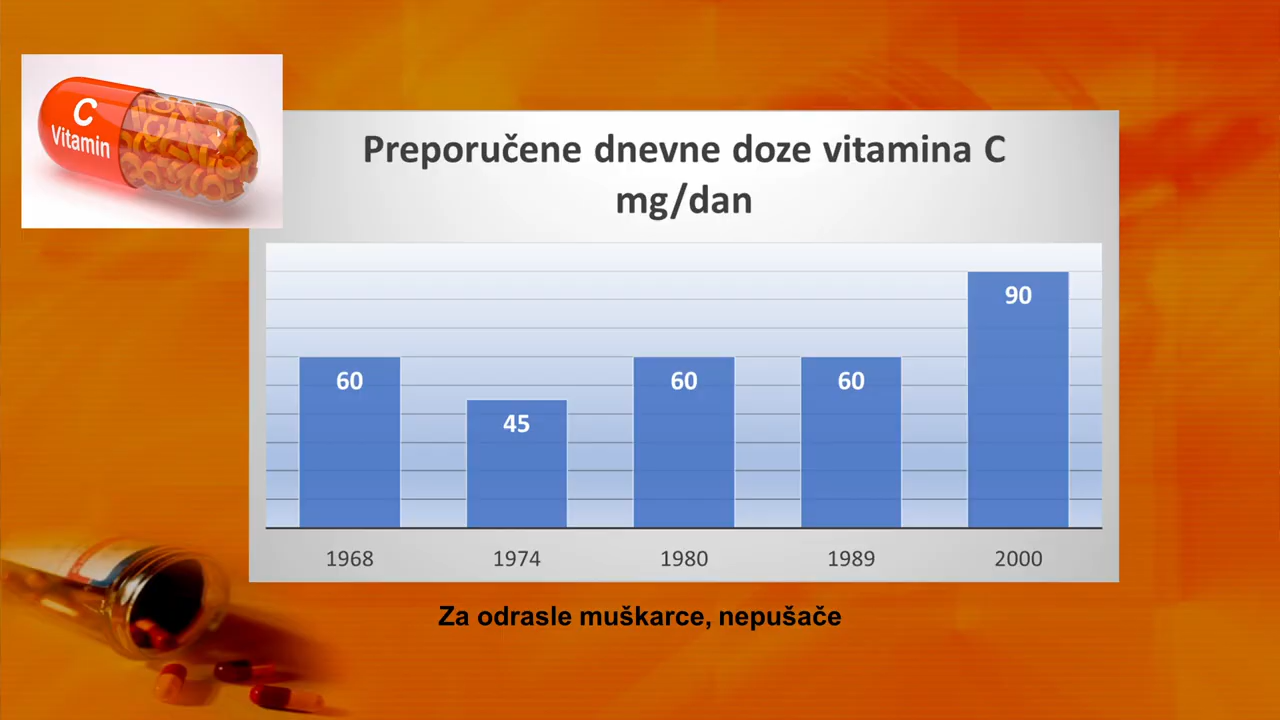 C
Vitamin
Preporučene dnevne doze vitamina C
mg/dan
60
45
60
60
90
1968
1974
1980
1989
2000
Za odrasle muškarce, nepušače